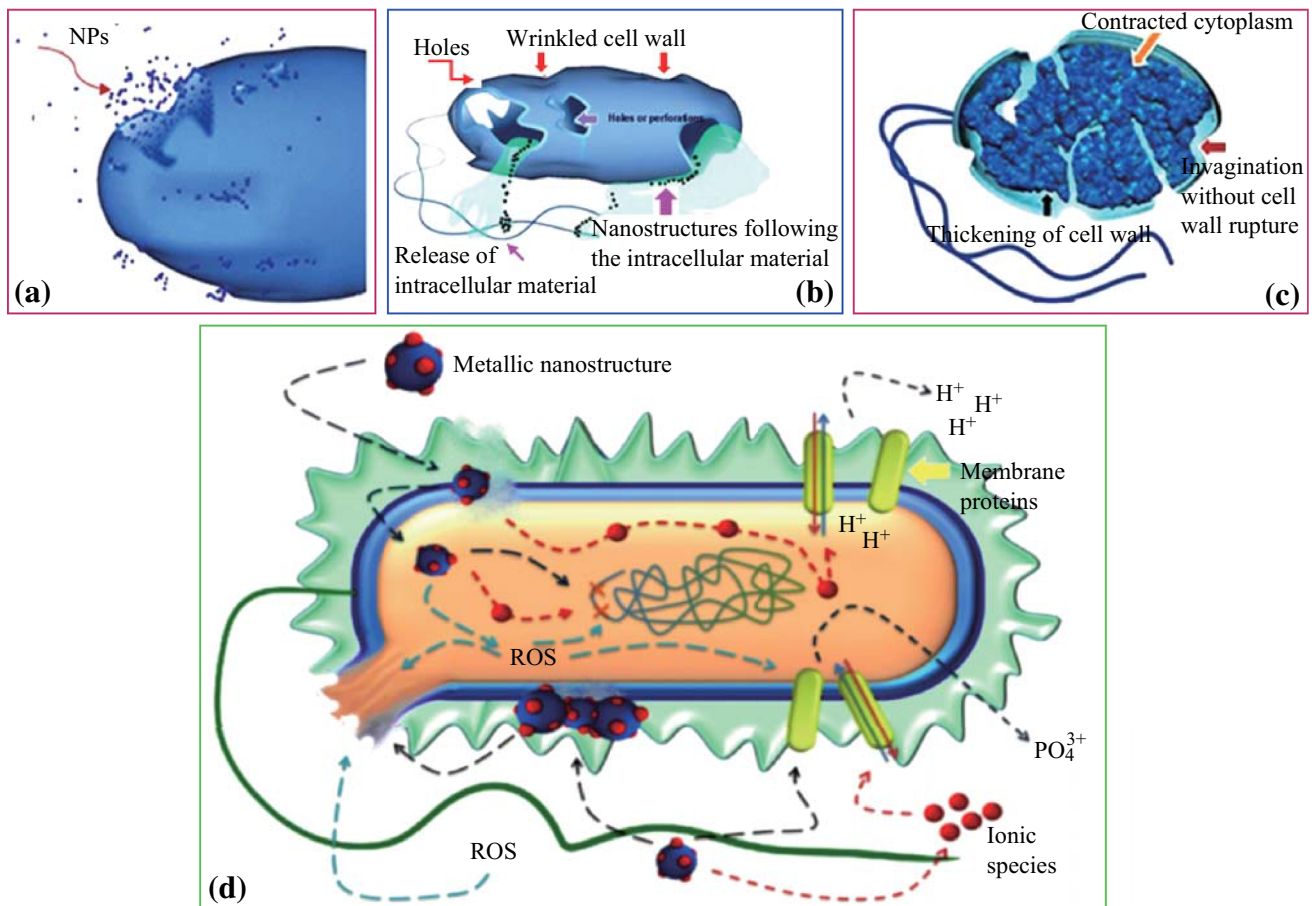 NPs
(a)
Holes
Wrinkled cell wall
Holes or perforations
Release of
intracellular material
Nanostructures following
the intracellular material
(b)
Contracted cytoplasm
Invagination
without cell
wall rupture
Thickening of cell wall
(c)
Metallic nanostructure
H⁺
H⁺
H⁺
Membrane
proteins
H⁺
H⁺
ROS
PO₄³⁺
Ionic
species
ROS
(d)